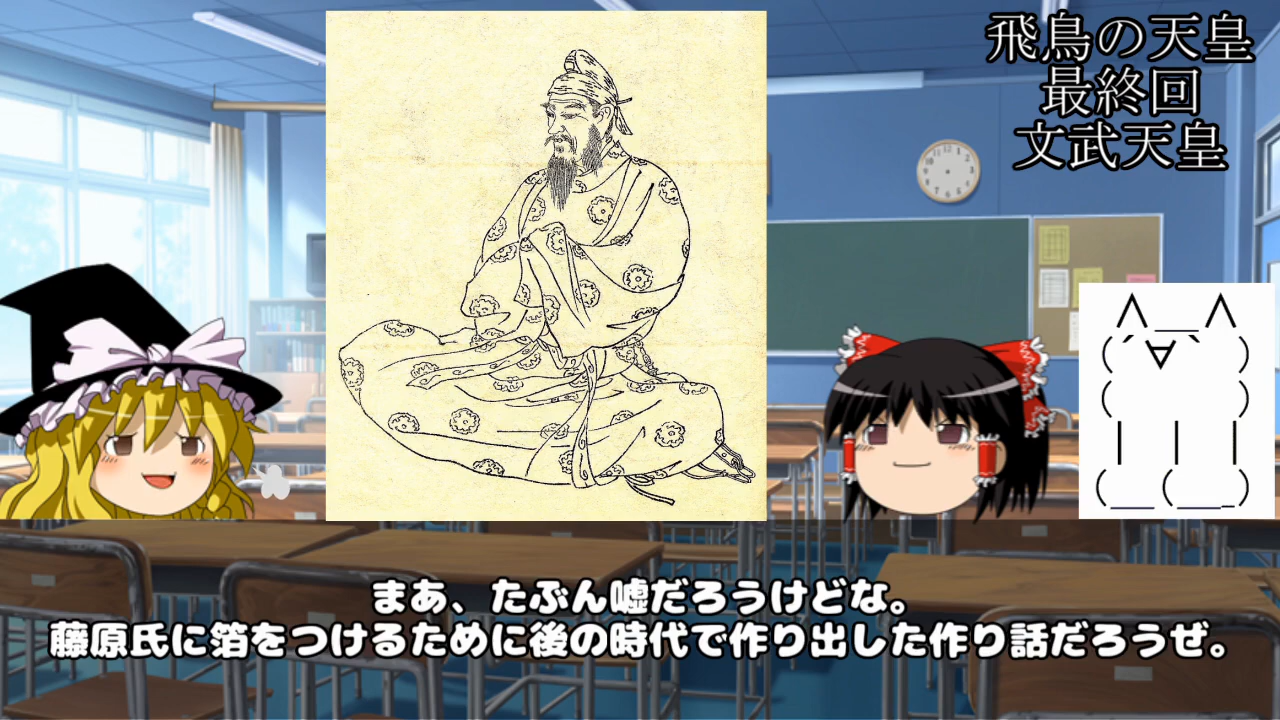 飛鳥の天皇
最終回
文武天皇
まあ、たぶん嘘だろうけどな。
藤原氏に箔をつけるために後の時代で作り出した作り話だろうぜ。